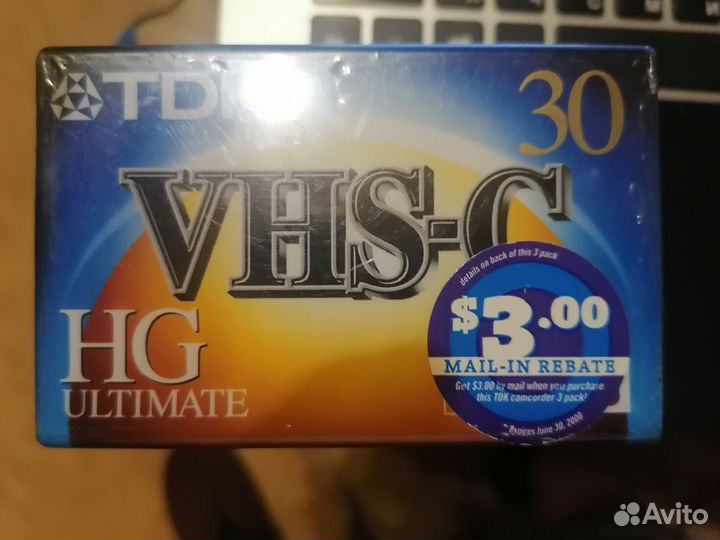 TDK
30
VHS-C
HG
ULTIMATE
details on back of this 3 pack
$3.00
MAIL-IN REBATE
Get $3.00 by mail when you purchase
this TDK camcorder 3 pack!
*Expires June 30, 2000
Avito